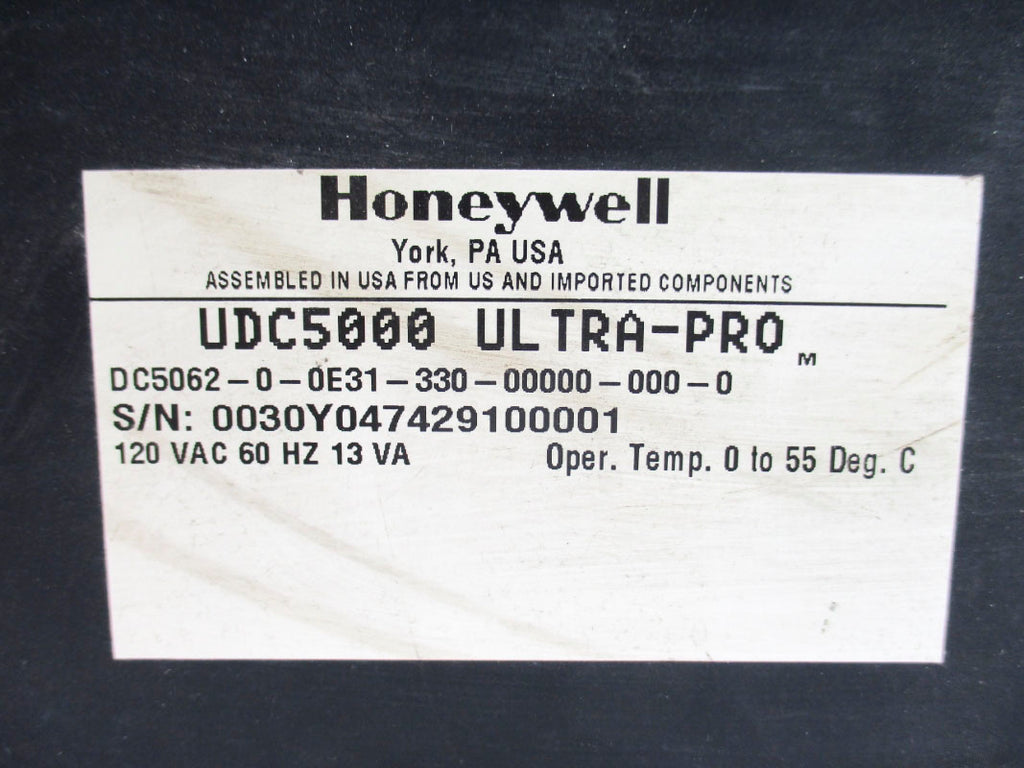 Honeywell
York, PA USA
ASSEMBLED IN USA FROM US AND IMPORTED COMPONENTS
UDC5000 ULTRA-PRO M
DC5062-0-0E31-330-00000-000-0
S/N: 0030Y047429100001
120 VAC 60 HZ 13 VA Oper. Temp. 0 to 55 Deg. C